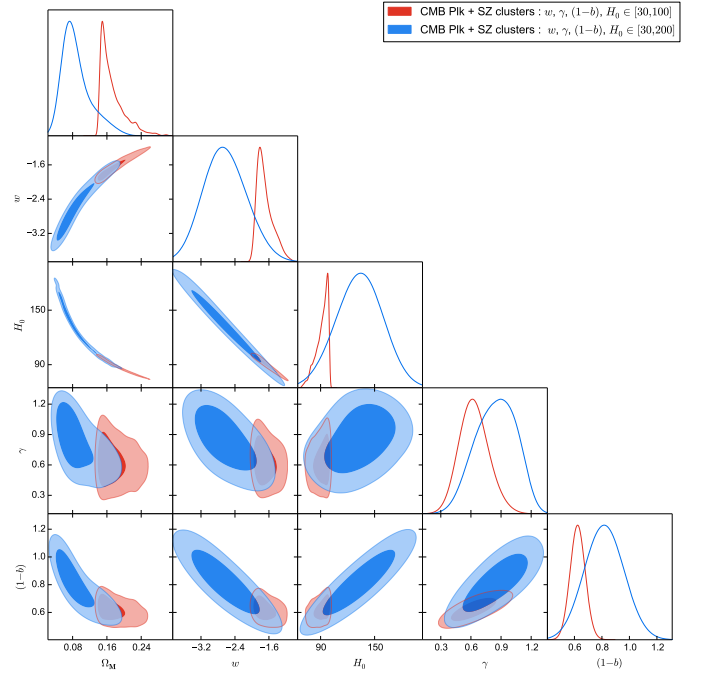 CMB Plk + SZ clusters : w, γ, (1−b), H₀ ∈ [30,100]
CMB Plk + SZ clusters : w, γ, (1−b), H₀ ∈ [30,200]
−1.6
−2.4
−3.2
w
150
90
H₀
1.2
0.9
0.6
0.3
γ
1.2
1.0
0.8
0.6
(1−b)
0.08 0.16 0.24 −3.2 −2.4 −1.6 90 150 0.3 0.6 0.9 1.2 0.6 0.8 1.0 1.2
Ω_M w H₀ γ (1−b)